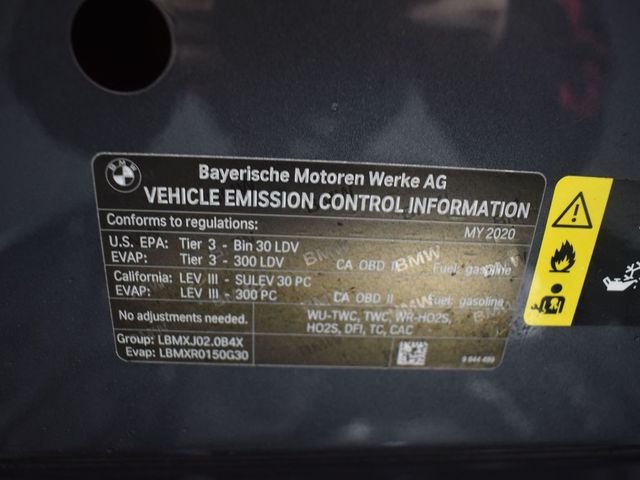 BMW
Bayerische Motoren Werke AG
VEHICLE EMISSION CONTROL INFORMATION
Conforms to regulations: MY 2020
U.S. EPA: Tier 3 - Bin 30 LDV
EVAP: Tier 3 - 300 LDV CA OBD II Fuel: gasoline
California: LEV III - SULEV 30 PC
EVAP: LEV III - 300 PC CA OBD II Fuel: gasoline
No adjustments needed. WU-TWC, TWC, WR-HO2S,
HO2S, DFI, TC, CAC
Group: LBMXJ02.0B4X
Evap: LBMXR0150G30